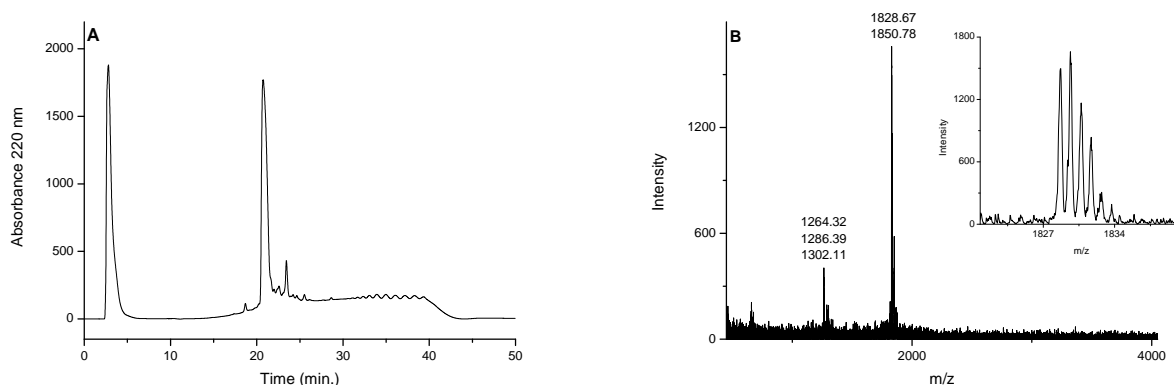 A
2000
1500
1000
500
0
0 10 20 30 40 50
Absorbance 220 nm
Time (min.)
B
1828.67
1850.78
1264.32
1286.39
1302.11
1200
600
0
2000 4000
Intensity
m/z
1800
1200
600
0
1827 1834
Intensity
m/z